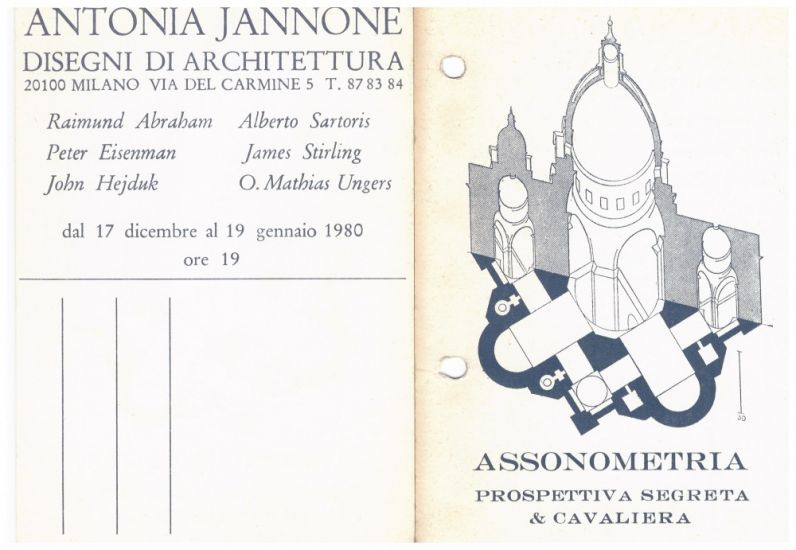 ANTONIA JANNONE
DISEGNI DI ARCHITETTURA
20100 MILANO VIA DEL CARMINE 5 T. 87 83 84
Raimund Abraham Alberto Sartoris
Peter Eisenman James Stirling
John Hejduk O. Mathias Ungers
dal 17 dicembre al 19 gennaio 1980
ore 19
50
ASSONOMETRIA
PROSPETTIVA SEGRETA
& CAVALIERA